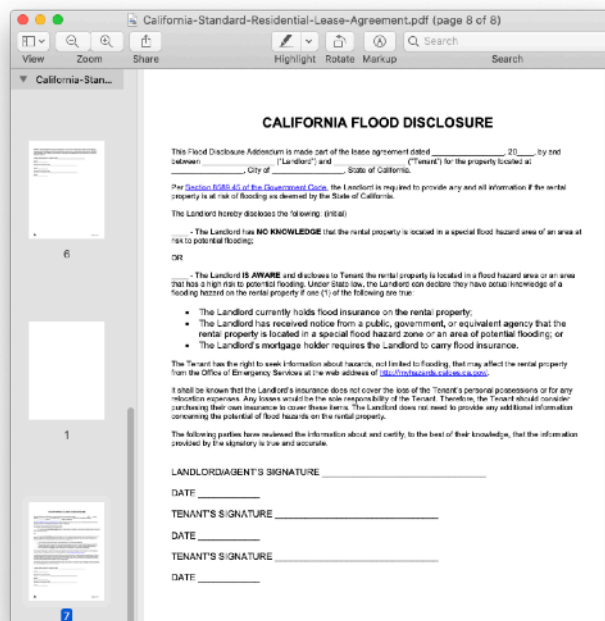 California-Standard-Residential-Lease-Agreement.pdf (page 8 of 8)
View Zoom Share Highlight Rotate Markup Search
Search
California-Stan...
6
1
7
CALIFORNIA FLOOD DISCLOSURE
This Flood Disclosure Addendum is made part of the lease agreement dated ____________________, 20____, by and
between ____________________ ("Landlord") and ____________________ ("Tenant") for the property located at
____________________, City of ____________________, State of California.
Per Section 8589.45 of the Government Code, the Landlord is required to provide any and all information if the rental
property is at risk of flooding as deemed by the State of California.
The Landlord hereby discloses the following: (initial)
____ - The Landlord has NO KNOWLEDGE that the rental property is located in a special flood hazard area of an area at
risk to potential flooding;
OR
____ - The Landlord IS AWARE and discloses to Tenant the rental property is located in a flood hazard area or an area
that has a high risk to potential flooding. Under State law, the Landlord can declare they have actual knowledge of a
flooding hazard on the rental property if one (1) of the following are true:
• The Landlord currently holds flood insurance on the rental property;
• The Landlord has received notice from a public, government, or equivalent agency that the
rental property is located in a special flood hazard zone or an area of potential flooding; or
• The Landlord's mortgage holder requires the Landlord to carry flood insurance.
The Tenant has the right to seek information about hazards, not limited to flooding, that may affect the rental property
from the Office of Emergency Services at the web address of http://myhazards.caloes.ca.gov/.
It shall be known that the Landlord's insurance does not cover the loss of the Tenant's personal possessions or for any
relocation expenses. Any losses would be the sole responsibility of the Tenant. Therefore, the Tenant should consider
purchasing their own insurance to cover these items. The Landlord does not need to provide any additional information
concerning the potential of flood hazards on the rental property.
The following parties have reviewed the information about and certify, to the best of their knowledge, that the information
provided by the signatory is true and accurate.
LANDLORD/AGENT'S SIGNATURE ____________________
DATE ____________
TENANT'S SIGNATURE ____________________
DATE ____________
TENANT'S SIGNATURE ____________________
DATE ____________